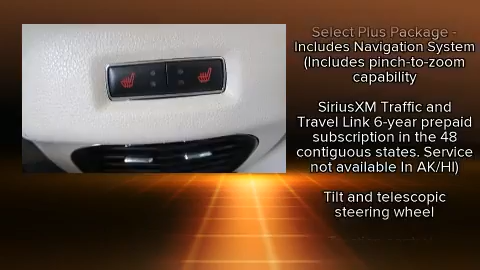 Select Plus Package -
Includes Navigation System
(Includes pinch-to-zoom
capability
SiriusXM Traffic and
Travel Link 6-year prepaid
subscription in the 48
contiguous states. Service
not available In AK/HI)
Tilt and telescopic
steering wheel